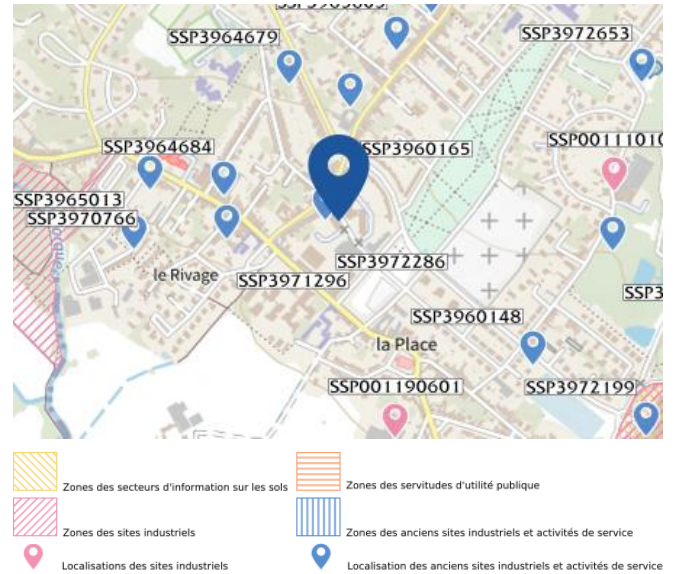 SSP3964679
SSP3972653
SSP3964684
SSP3960165
SSP0011101
SSP3965013
SSP3970766
le Rivage
SSP3972286
SSP3971296
SSP3
SSP3960148
la Place
SSP001190601
SSP3972199
Zones des secteurs d'information sur les sols
Zones des servitudes d'utilité publique
Zones des sites industriels
Zones des anciens sites industriels et activités de service
Localisations des sites industriels
Localisation des anciens sites industriels et activités de service